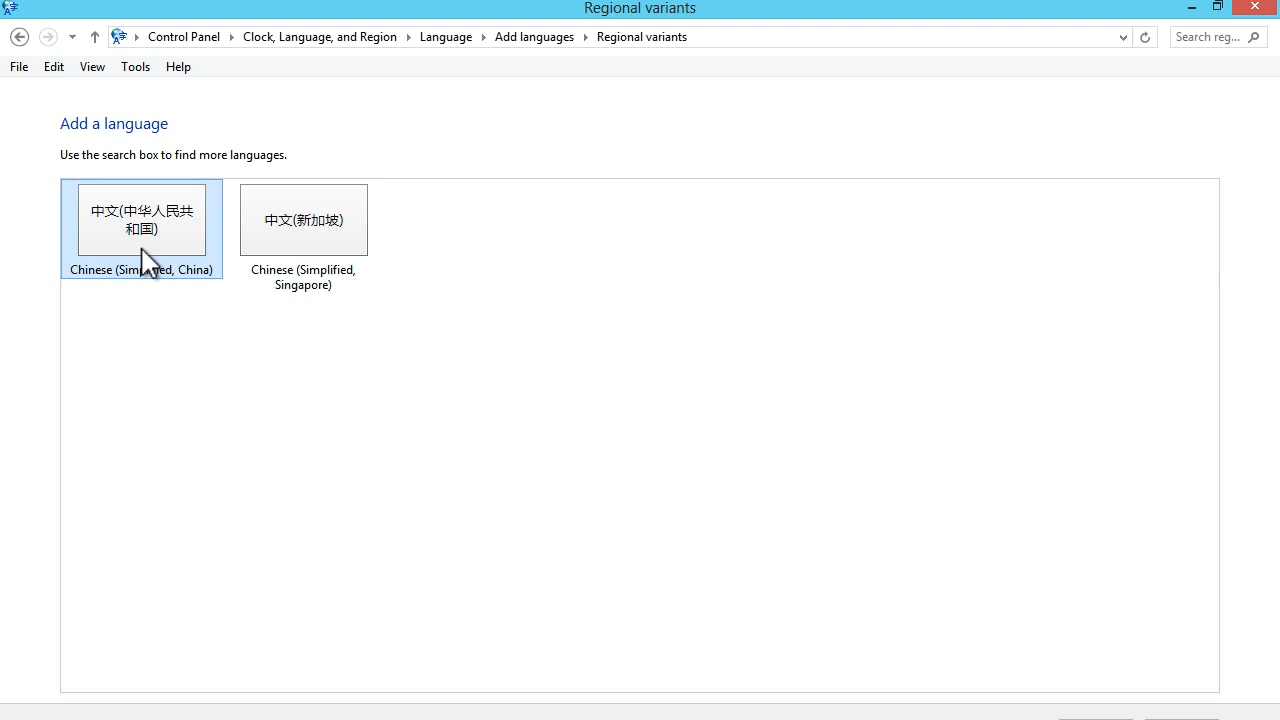 Regional variants
Control Panel Clock, Language, and Region Language Add languages Regional variants Search reg...
File Edit View Tools Help
Add a language
Use the search box to find more languages.
中文(中华人民共
和国)
Chinese (Simplified, China)
中文(新加坡)
Chinese (Simplified,
Singapore)